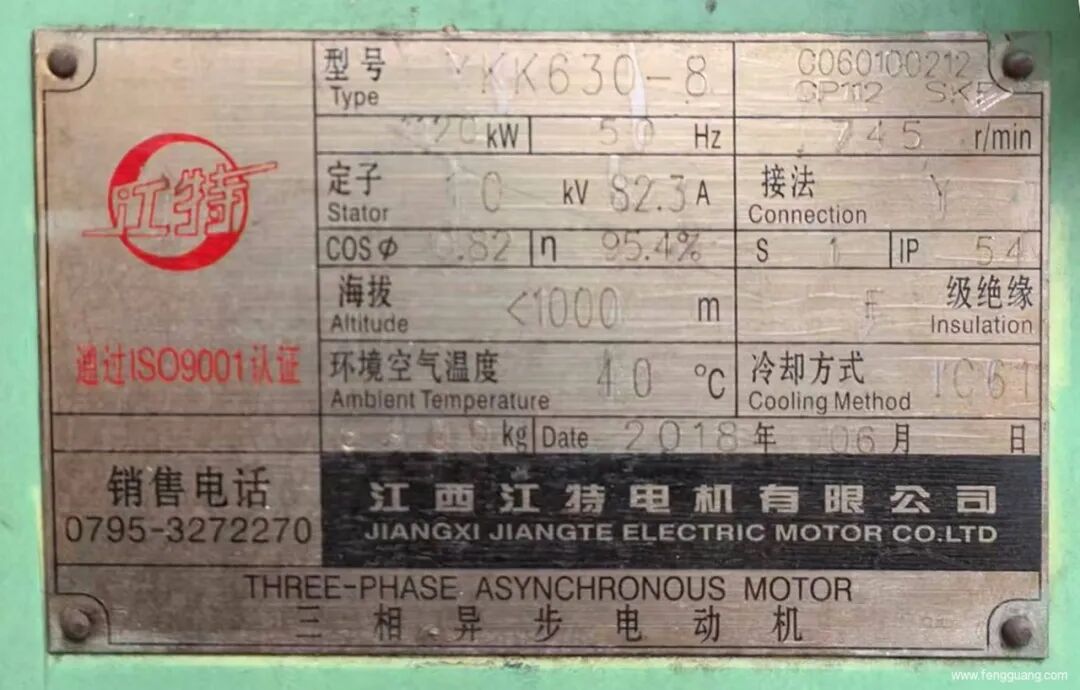 型号 Type YKK630-8 C060100212
GP112 SKF
kW 50 Hz 745 r/min
定子 Stator 10 kV 82.3 A 接法 Connection Y
COSΦ 0.82 η 95.4% S 1 IP 54
海拔 Altitude <1000 m F 级绝缘 Insulation
环境空气温度 Ambient Temperature 40 ℃ 冷却方式 Cooling Method IC61
kg Date 2018 年 06 月 日
江特
通过ISO9001认证
销售电话
0795-3272270
江西江特电机有限公司
JIANGXI JIANGTE ELECTRIC MOTOR CO.LTD
THREE-PHASE ASYNCHRONOUS MOTOR
三相异步电动机
www.fengguang.com